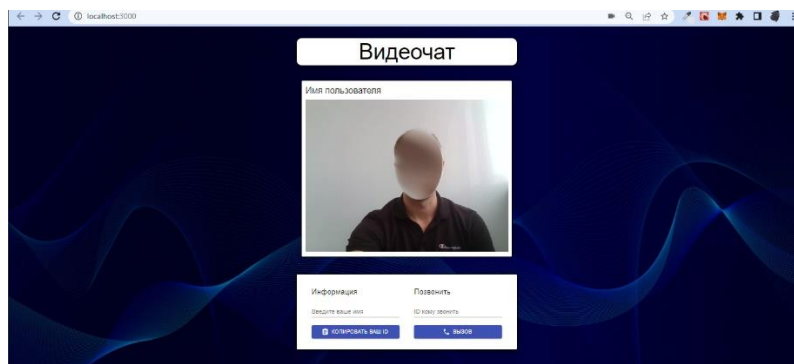 localhost:3000
Видеочат
Имя пользователя
Информация
Позвонить
Введите ваше имя
ID кому звонить
КОПИРОВАТЬ ВАШ ID
ВЫЗОВ